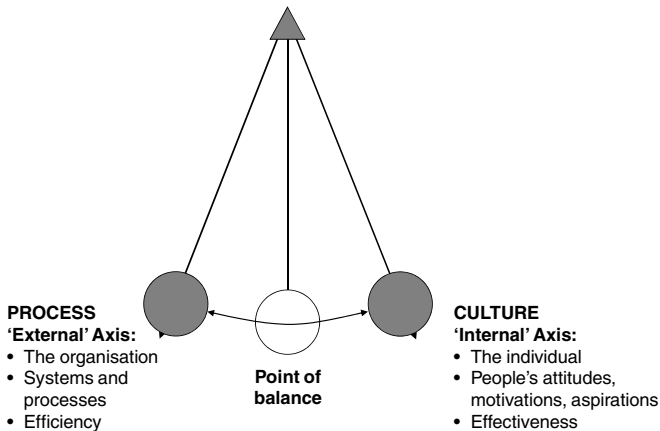 PROCESS
‘External’ Axis:
• The organisation
• Systems and
processes
• Efficiency
Point of
balance
CULTURE
‘Internal’ Axis:
• The individual
• People’s attitudes,
motivations, aspirations
• Effectiveness